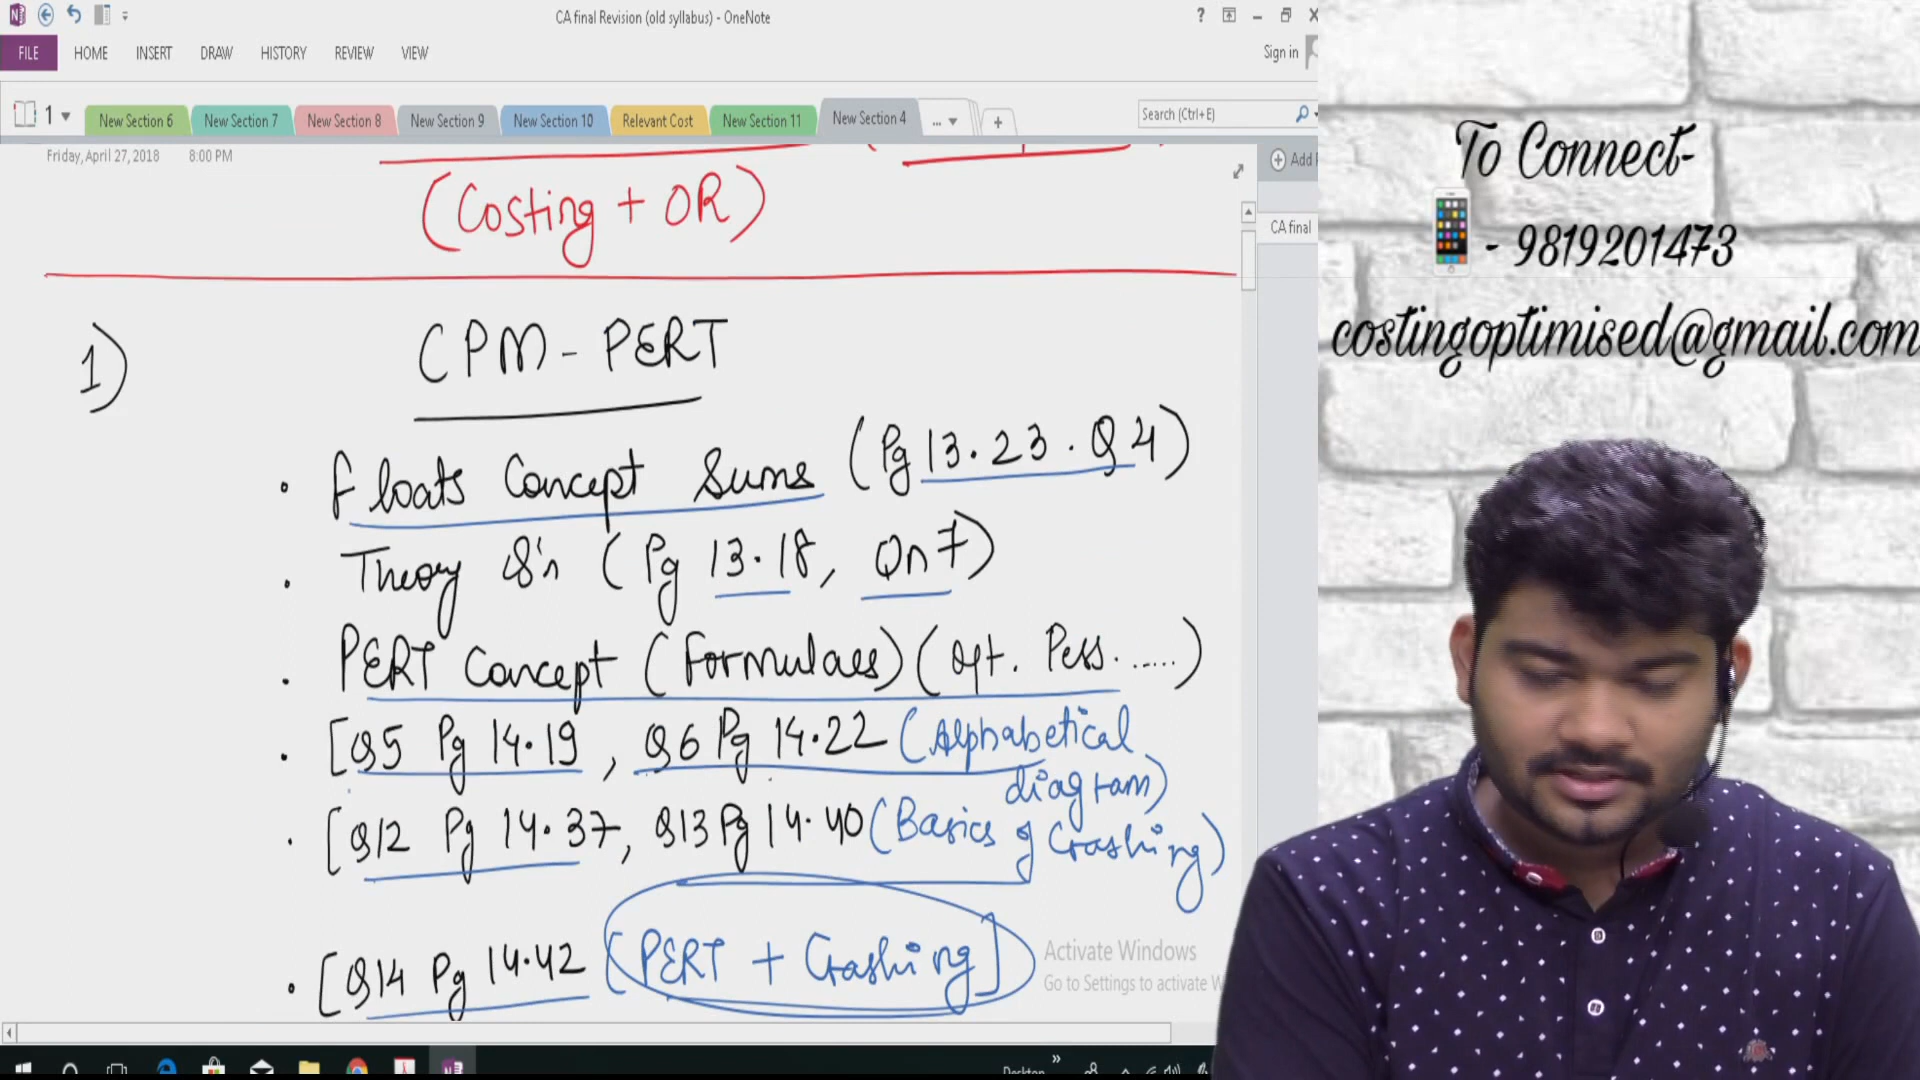 CA final Revision (old syllabus) - OneNote
FILE HOME INSERT DRAW HISTORY REVIEW VIEW
Sign in
1 New Section 6 New Section 7 New Section 8 New Section 9 New Section 10 Relevant Cost New Section 11 New Section 4 ... +
Search (Ctrl+E)
Friday, April 27, 2018 8:00 PM
Add
CA final
(Costing + OR)
1) CPM - PERT
• Floats Concept Sums (Pg 13.23. Q4)
• Theory Q's (Pg 13.18, Qn7)
• PERT Concept (Formulaes) (Opt. Pess. .....)
• [Q5 Pg 14.19, Q6 Pg 14.22 (Alphabetical
diagram)
• [Q12 Pg 14.37, Q13 Pg 14.40 (Basics of Crashing)
• [Q14 Pg 14.42 [PERT + Crashing]
Activate Windows
Go to Settings to activate W
Desktop »
To Connect-
- 9819201473
costingoptimised@gmail.com